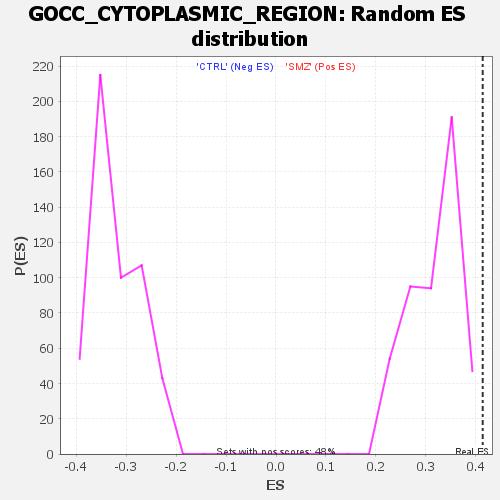 GOCC_CYTOPLASMIC_REGION: Random ES
distribution
'CTRL' (Neg ES) 'SMZ' (Pos ES)
220
200
180
160
140
120
100
80
60
40
20
0
P(ES)
Sets with pos scores: 48%
Real ES
-0.4 -0.3 -0.2 -0.1 0.0 0.1 0.2 0.3 0.4
ES